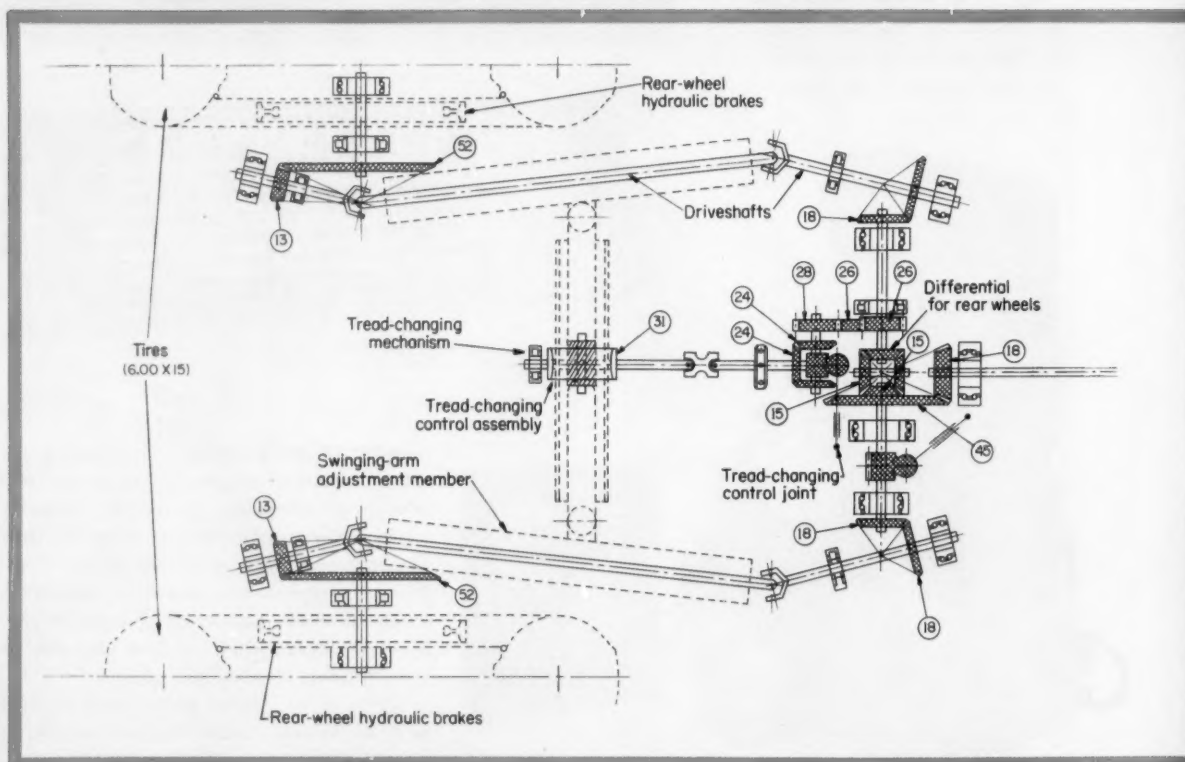 Rear-wheel
hydraulic brakes
52
13
Driveshafts
18
28
26
26
Differential
for rear wheels
24
24
31
15
18
Tread-changing
mechanism
Tires
(6.00 X 15)
Tread-changing
control assembly
15
45
Swinging-arm
adjustment member
Tread-changing
control joint
13
18
52
18
Rear-wheel hydraulic brakes